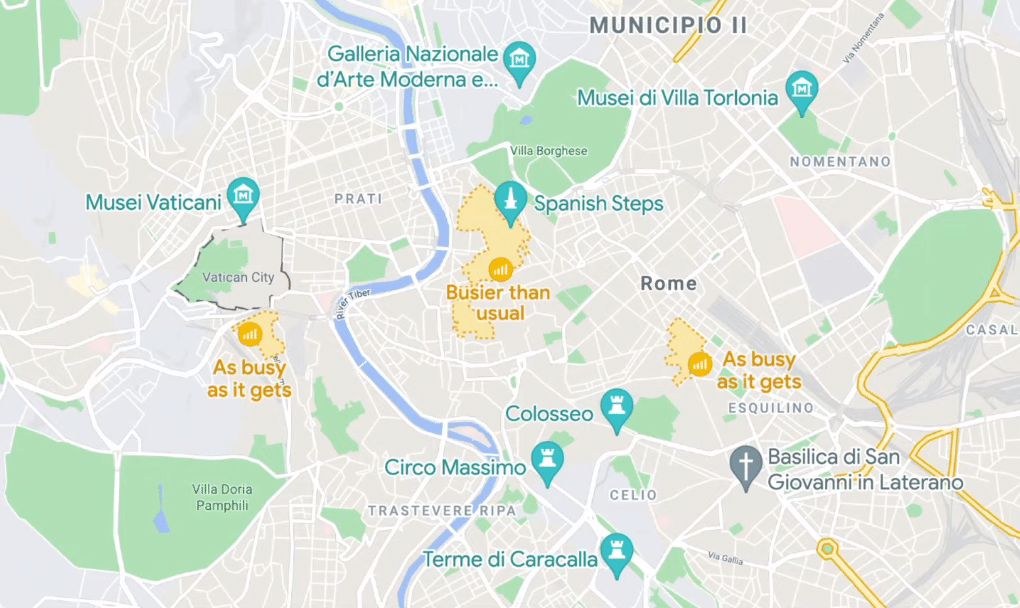 MUNICIPIO II
Via Nomentana
Galleria Nazionale
d'Arte Moderna e...
Musei di Villa Torlonia
Villa Borghese
NOMENTANO
PRATI
Musei Vaticani
Spanish Steps
Vatican City
Rome
River Tiber
Busier than
usual
CASAL
As busy
as it gets
As busy
as it gets
ESQUILINO
Colosseo
Circo Massimo
Basilica di San
Giovanni in Laterano
Villa Doria
Pamphili
CELIO
TRASTEVERE RIPA
Terme di Caracalla
Via Gallia
MUNICIPIO VII